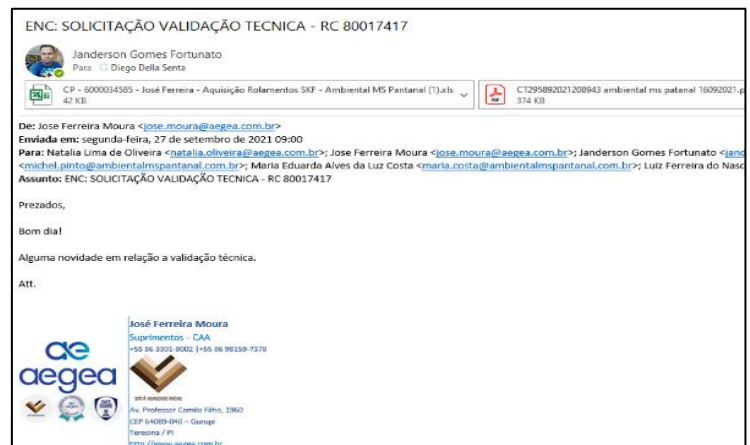 ENC: SOLICITAÇÃO VALIDAÇÃO TECNICA - RC 80017417
Janderson Gomes Fortunato
Para Diego Della Senta
CP - 6000034585 - José Ferreira - Aquisição Rolamentos SKF - Ambiental MS Pantanal (1).xls
42 KB
CT295892021208943 ambiental ms patanal 16092021.p
374 KB
De: Jose Ferreira Moura <jose.moura@aegea.com.br>
Enviada em: segunda-feira, 27 de setembro de 2021 09:00
Para: Natalia Lima de Oliveira <natalia.oliveira@aegea.com.br>; Jose Ferreira Moura <jose.moura@aegea.com.br>; Janderson Gomes Fortunato <jand
<michel.pinto@ambientalmspantanal.com.br>; Maria Eduarda Alves da Luz Costa <maria.costa@ambientalmspantanal.com.br>; Luiz Ferreira do Nasc
Assunto: ENC: SOLICITAÇÃO VALIDAÇÃO TECNICA - RC 80017417
Prezados,
Bom dia!
Alguma novidade em relação a validação técnica.
Att.
José Ferreira Moura
Suprimentos - CAA
+55 86 3301-8002 |+55 86 98159-7378
aegea
Av. Professor Camilo Filho, 1960
CEP 64089-040 – Gurupi
Teresina / PI
http://www.aegea.com.br